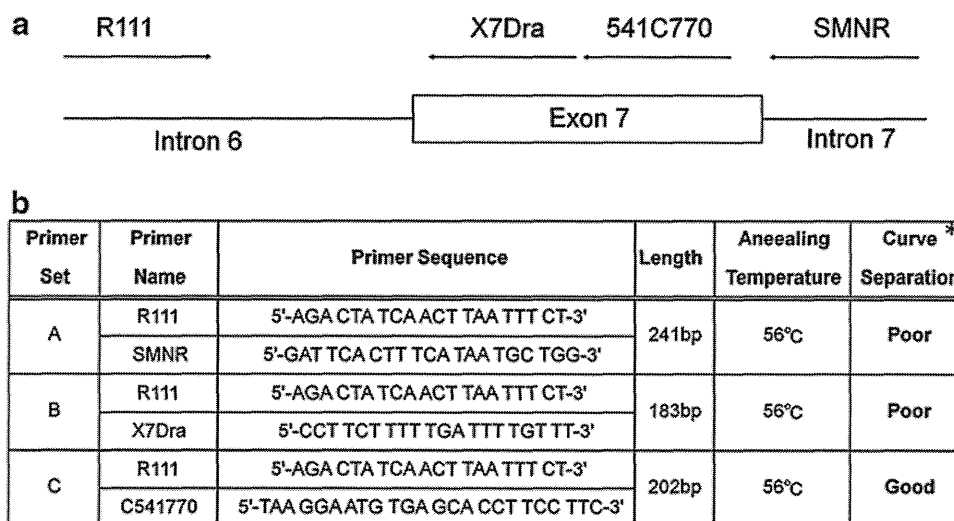 a
R111 X7Dra 541C770 SMNR
Exon 7
Intron 6 Intron 7
b
Primer Set Primer Name Primer Sequence Length Aneealing Temperature Curve * Separation
A R111 5'-AGA CTA TCA ACT TAA TTT CT-3' 241bp 56°C Poor
SMNR 5'-GAT TCA CTT TCA TAA TGC TGG-3'
B R111 5'-AGA CTA TCA ACT TAA TTT CT-3' 183bp 56°C Poor
X7Dra 5'-CCT TCT TTT TGA TTT TGT TT-3'
C R111 5'-AGA CTA TCA ACT TAA TTT CT-3' 202bp 56°C Good
C541770 5'-TAA GGA ATG TGA GCA CCT TCC TTC-3'